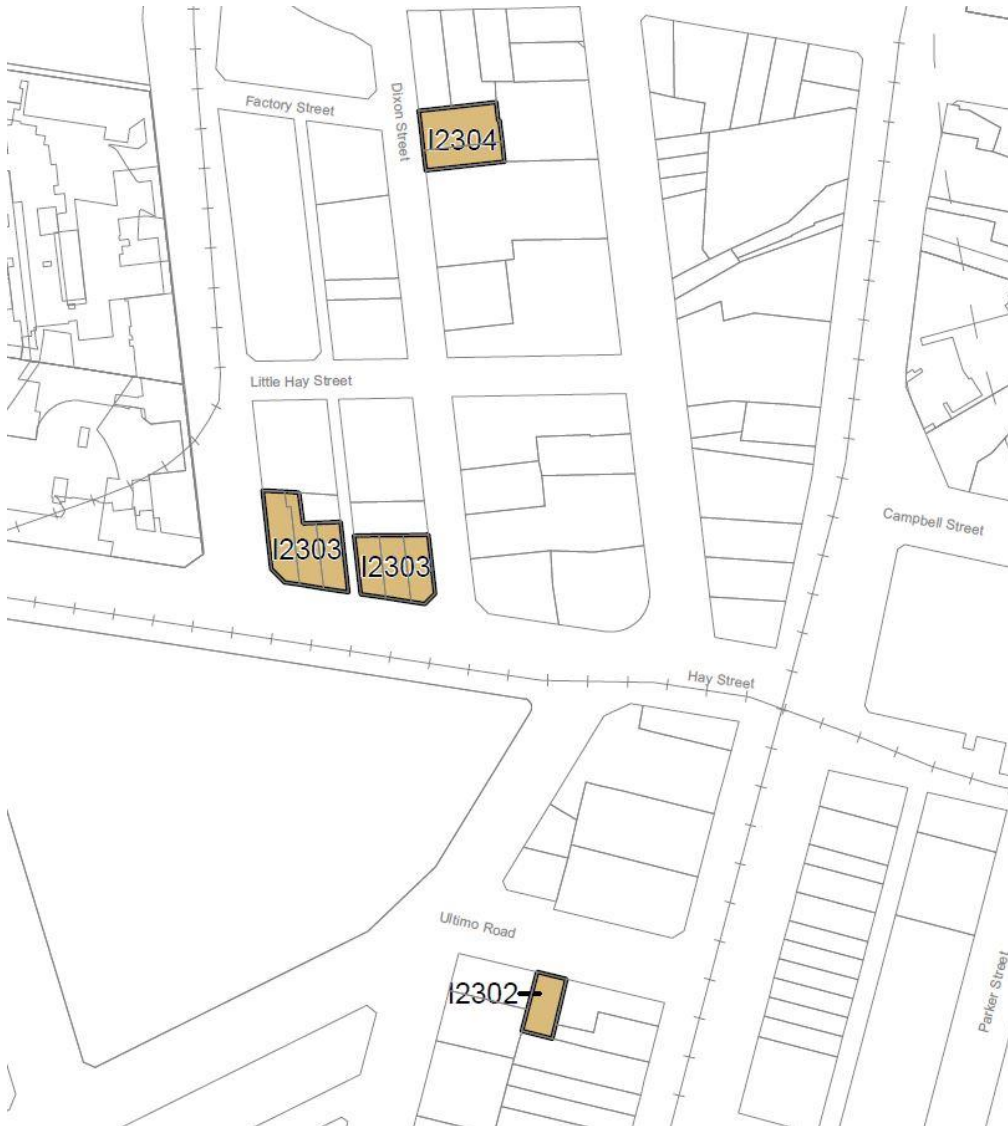 Factory Street
Dixon Street
I2304
Little Hay Street
I2303
I2303
Campbell Street
Hay Street
Ultimo Road
I2302
Parker Street